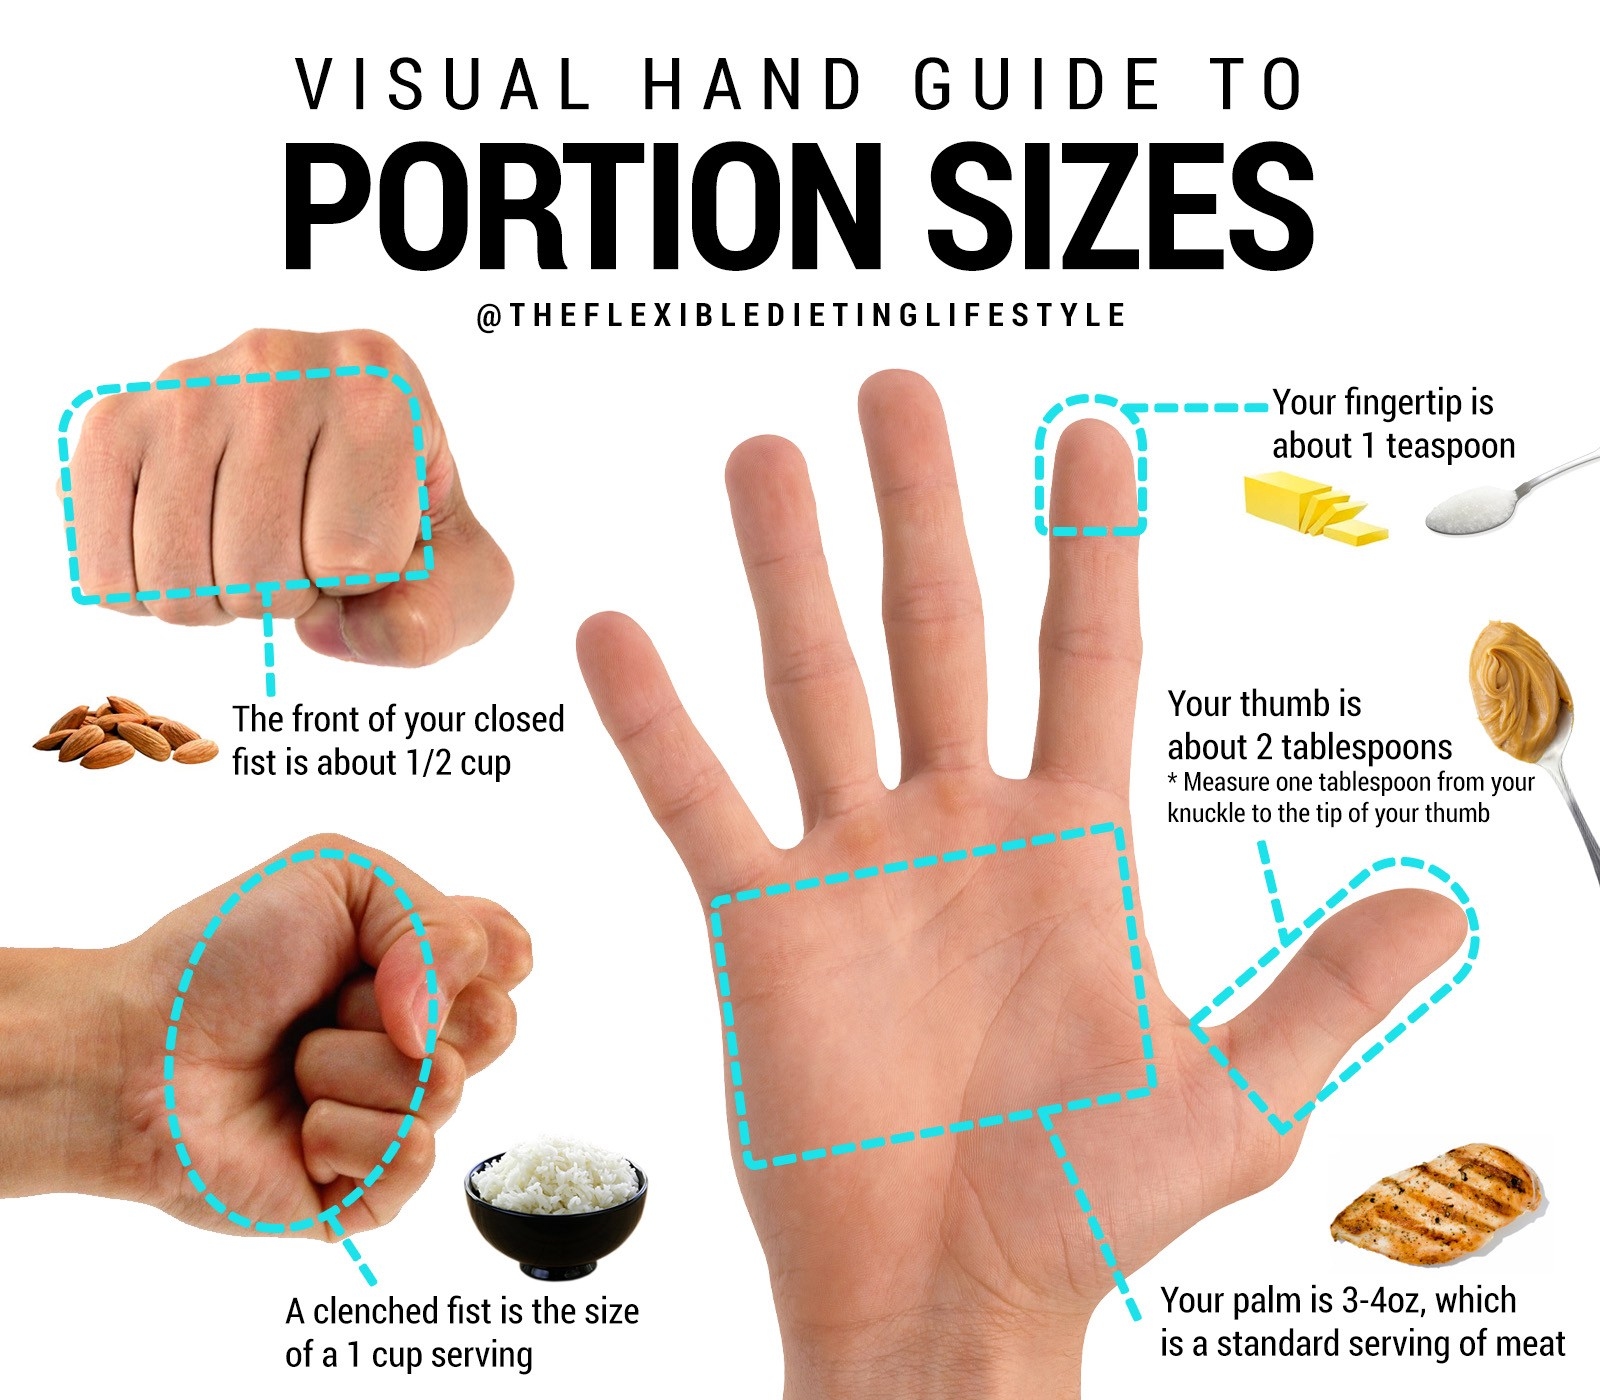 VISUAL HAND GUIDE TO
PORTION SIZES
@THEFLEXIBLEDIETINGLIFESTYLE
Your fingertip is
about 1 teaspoon
The front of your closed
fist is about 1/2 cup
Your thumb is
about 2 tablespoons
* Measure one tablespoon from your
knuckle to the tip of your thumb
A clenched fist is the size
of a 1 cup serving
Your palm is 3-4oz, which
is a standard serving of meat